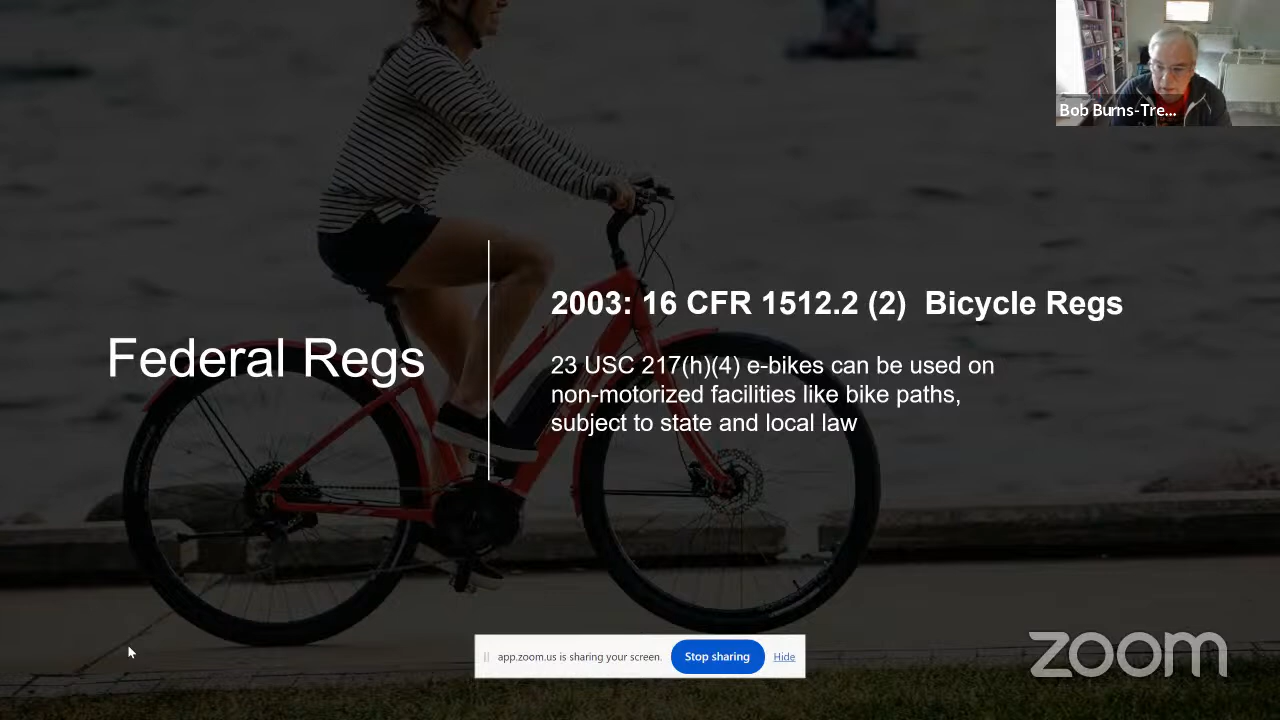 Bob Burns-Tre...
2003: 16 CFR 1512.2 (2) Bicycle Regs
Federal Regs
23 USC 217(h)(4) e-bikes can be used on
non-motorized facilities like bike paths,
subject to state and local law
app.zoom.us is sharing your screen. Stop sharing Hide
zoom